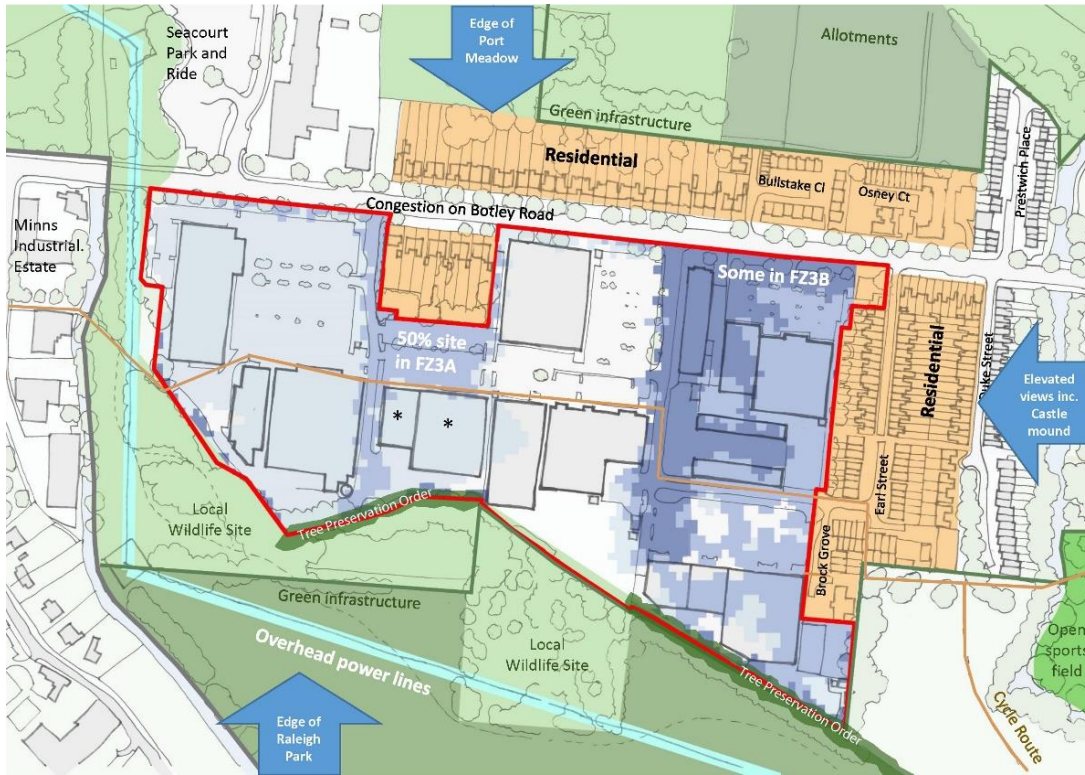 Seacourt
Park and
Ride
Edge of
Port
Meadow
Allotments
Green infrastructure
Residential
Bullstake Cl
Osney Ct
Prestwich Place
Congestion on Botley Road
Minns
Industrial.
Estate
Some in FZ3B
50% site
in FZ3A
*
*
Residential
Duke Street
Elevated
views inc.
Castle
mound
Earl Street
Tree Preservation Order
Local
Wildlife Site
Brock Grove
Green infrastructure
Overhead power lines
Local
Wildlife Site
Tree Preservation Order
Open
sports
field
Cycle Route
Edge of
Raleigh
Park